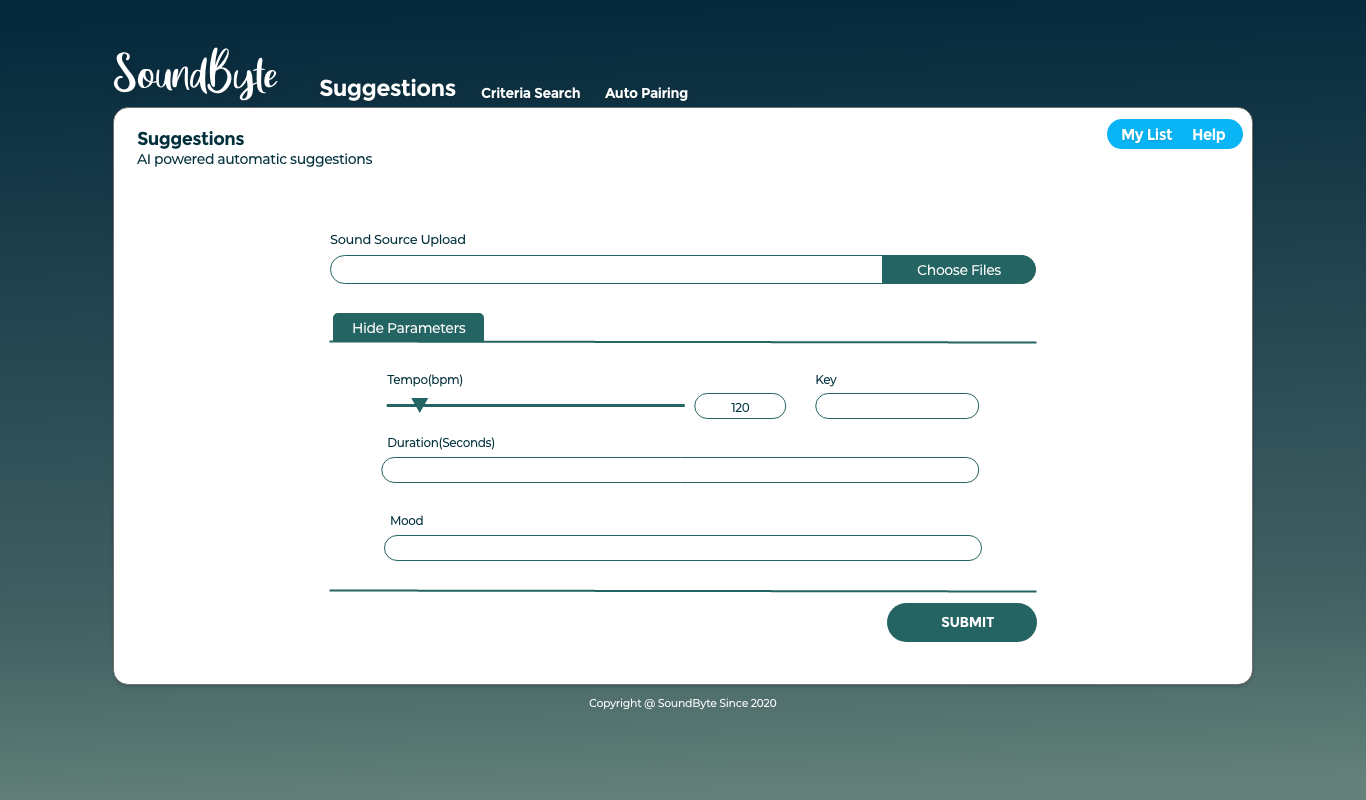 SoundByte
Suggestions Criteria Search Auto Pairing
Suggestions
AI powered automatic suggestions
My List Help
Sound Source Upload
Choose Files
Hide Parameters
Tempo(bpm) Key
120
Duration(Seconds)
Mood
SUBMIT
Copyright @ SoundByte Since 2020